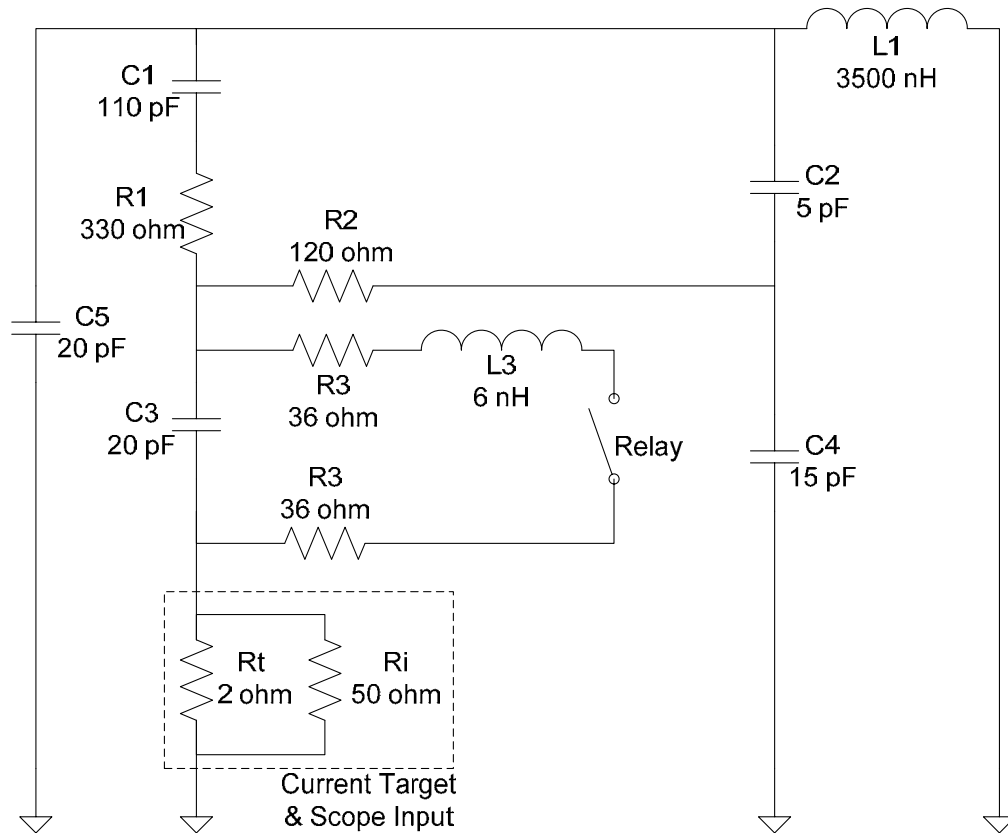 L1
3500 nH
C1
110 pF
R1
330 ohm
C2
5 pF
R2
120 ohm
C5
20 pF
R3
36 ohm
L3
6 nH
C3
20 pF
Relay
C4
15 pF
R3
36 ohm
Rt
2 ohm
Ri
50 ohm
Current Target
& Scope Input